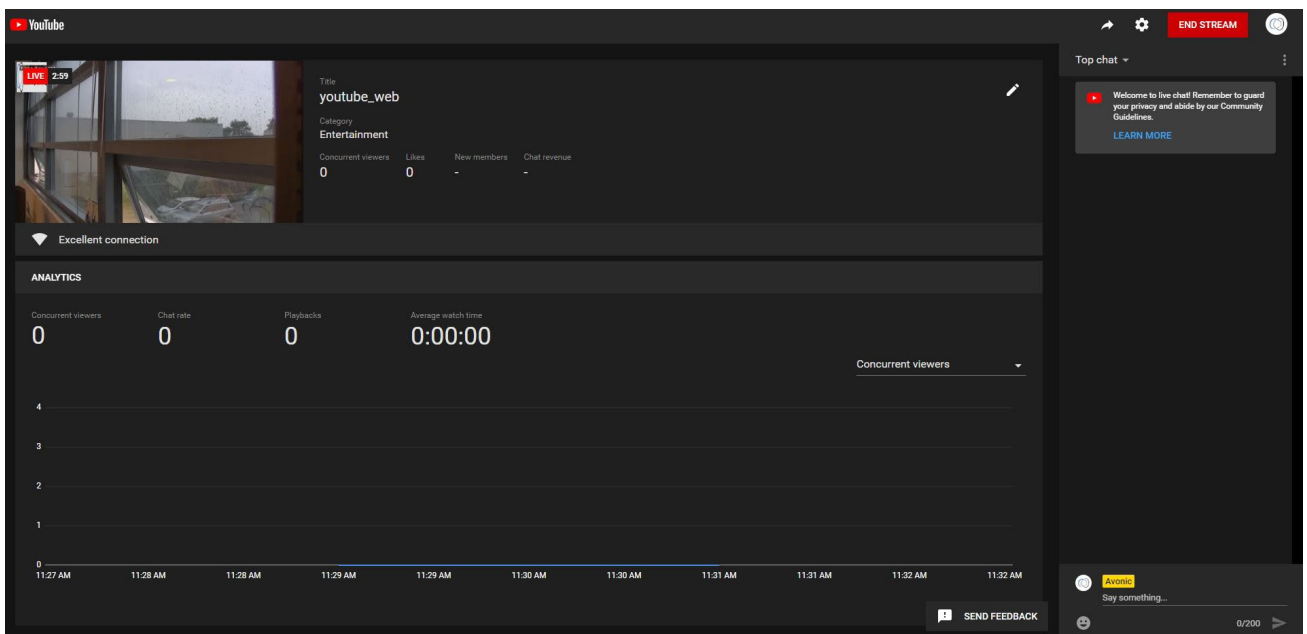 YouTube
END STREAM
LIVE 2:59
Title
youtube_web
Category
Entertainment
Concurrent viewers Likes New members Chat revenue
0 0 - -
Excellent connection
ANALYTICS
Concurrent viewers Chat rate Playbacks Average watch time
0 0 0 0:00:00
Concurrent viewers
4
3
2
1
0
11:27 AM 11:28 AM 11:28 AM 11:29 AM 11:29 AM 11:30 AM 11:30 AM 11:31 AM 11:31 AM 11:32 AM 11:32 AM
SEND FEEDBACK
Top chat
Welcome to live chat! Remember to guard
your privacy and abide by our Community
Guidelines.
LEARN MORE
Avonic
Say something...
0/200